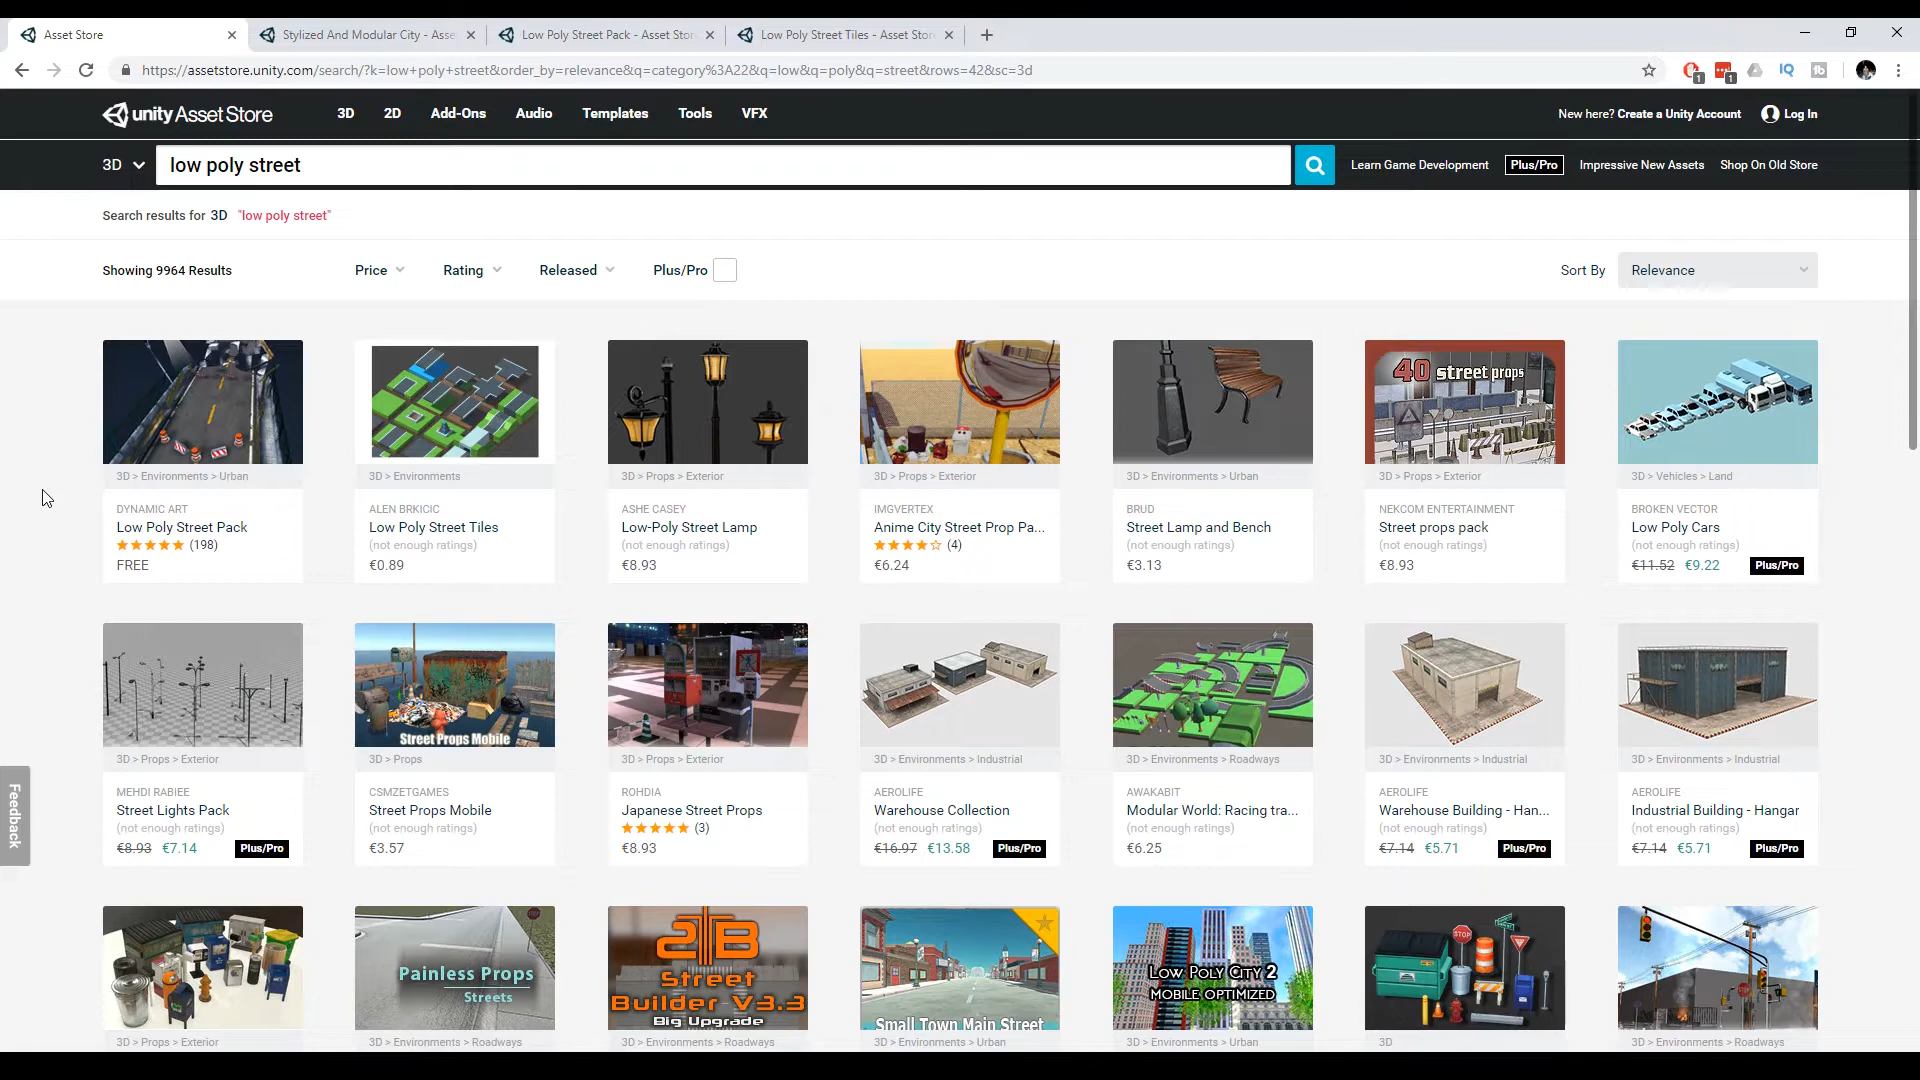 Asset Store
Stylized And Modular City - Asse
Low Poly Street Pack - Asset Stor
Low Poly Street Tiles - Asset Stor
https://assetstore.unity.com/search/?k=low+poly+street&order_by=relevance&q=category%3A22&q=low&q=poly&q=street&rows=42&sc=3d
1
1
IQ
tb
unity Asset Store
3D 2D Add-Ons Audio Templates Tools VFX
New here? Create a Unity Account Log In
3D
low poly street
Learn Game Development Plus/Pro Impressive New Assets Shop On Old Store
Search results for 3D "low poly street"
Showing 9964 Results
Price Rating Released Plus/Pro
Sort By Relevance
3D > Environments > Urban
DYNAMIC ART
Low Poly Street Pack
(198)
FREE
3D > Environments
ALEN BRKICIC
Low Poly Street Tiles
(not enough ratings)
€0.89
3D > Props > Exterior
ASHE CASEY
Low-Poly Street Lamp
(not enough ratings)
€8.93
3D > Props > Exterior
IMGVERTEX
Anime City Street Prop Pa...
(4)
€6.24
3D > Environments > Urban
BRUD
Street Lamp and Bench
(not enough ratings)
€3.13
40 street props
3D > Props > Exterior
NEKCOM ENTERTAINMENT
Street props pack
(not enough ratings)
€8.93
3D > Vehicles > Land
BROKEN VECTOR
Low Poly Cars
(not enough ratings)
€11.52 €9.22 Plus/Pro
3D > Props > Exterior
MEHDI RABIEE
Street Lights Pack
(not enough ratings)
€8.93 €7.14 Plus/Pro
Street Props Mobile
3D > Props
CSMZETGAMES
Street Props Mobile
(not enough ratings)
€3.57
3D > Props > Exterior
ROHDIA
Japanese Street Props
(3)
€8.93
3D > Environments > Industrial
AEROLIFE
Warehouse Collection
(not enough ratings)
€16.97 €13.58 Plus/Pro
3D > Environments > Roadways
AWAKABIT
Modular World: Racing tra...
(not enough ratings)
€6.25
3D > Environments > Industrial
AEROLIFE
Warehouse Building - Han...
(not enough ratings)
€7.14 €5.71 Plus/Pro
3D > Environments > Industrial
AEROLIFE
Industrial Building - Hangar
(not enough ratings)
€7.14 €5.71 Plus/Pro
Feedback
3D > Props > Exterior
Painless Props
Streets
3D > Environments > Roadways
Street
Builder V3.3
Big Upgrade
3D > Environments > Roadways
Small Town Main Street
3D > Environments > Urban
Low Poly City 2
MOBILE OPTIMIZED
3D > Environments > Urban
STOP
3D
3D > Environments > Roadways